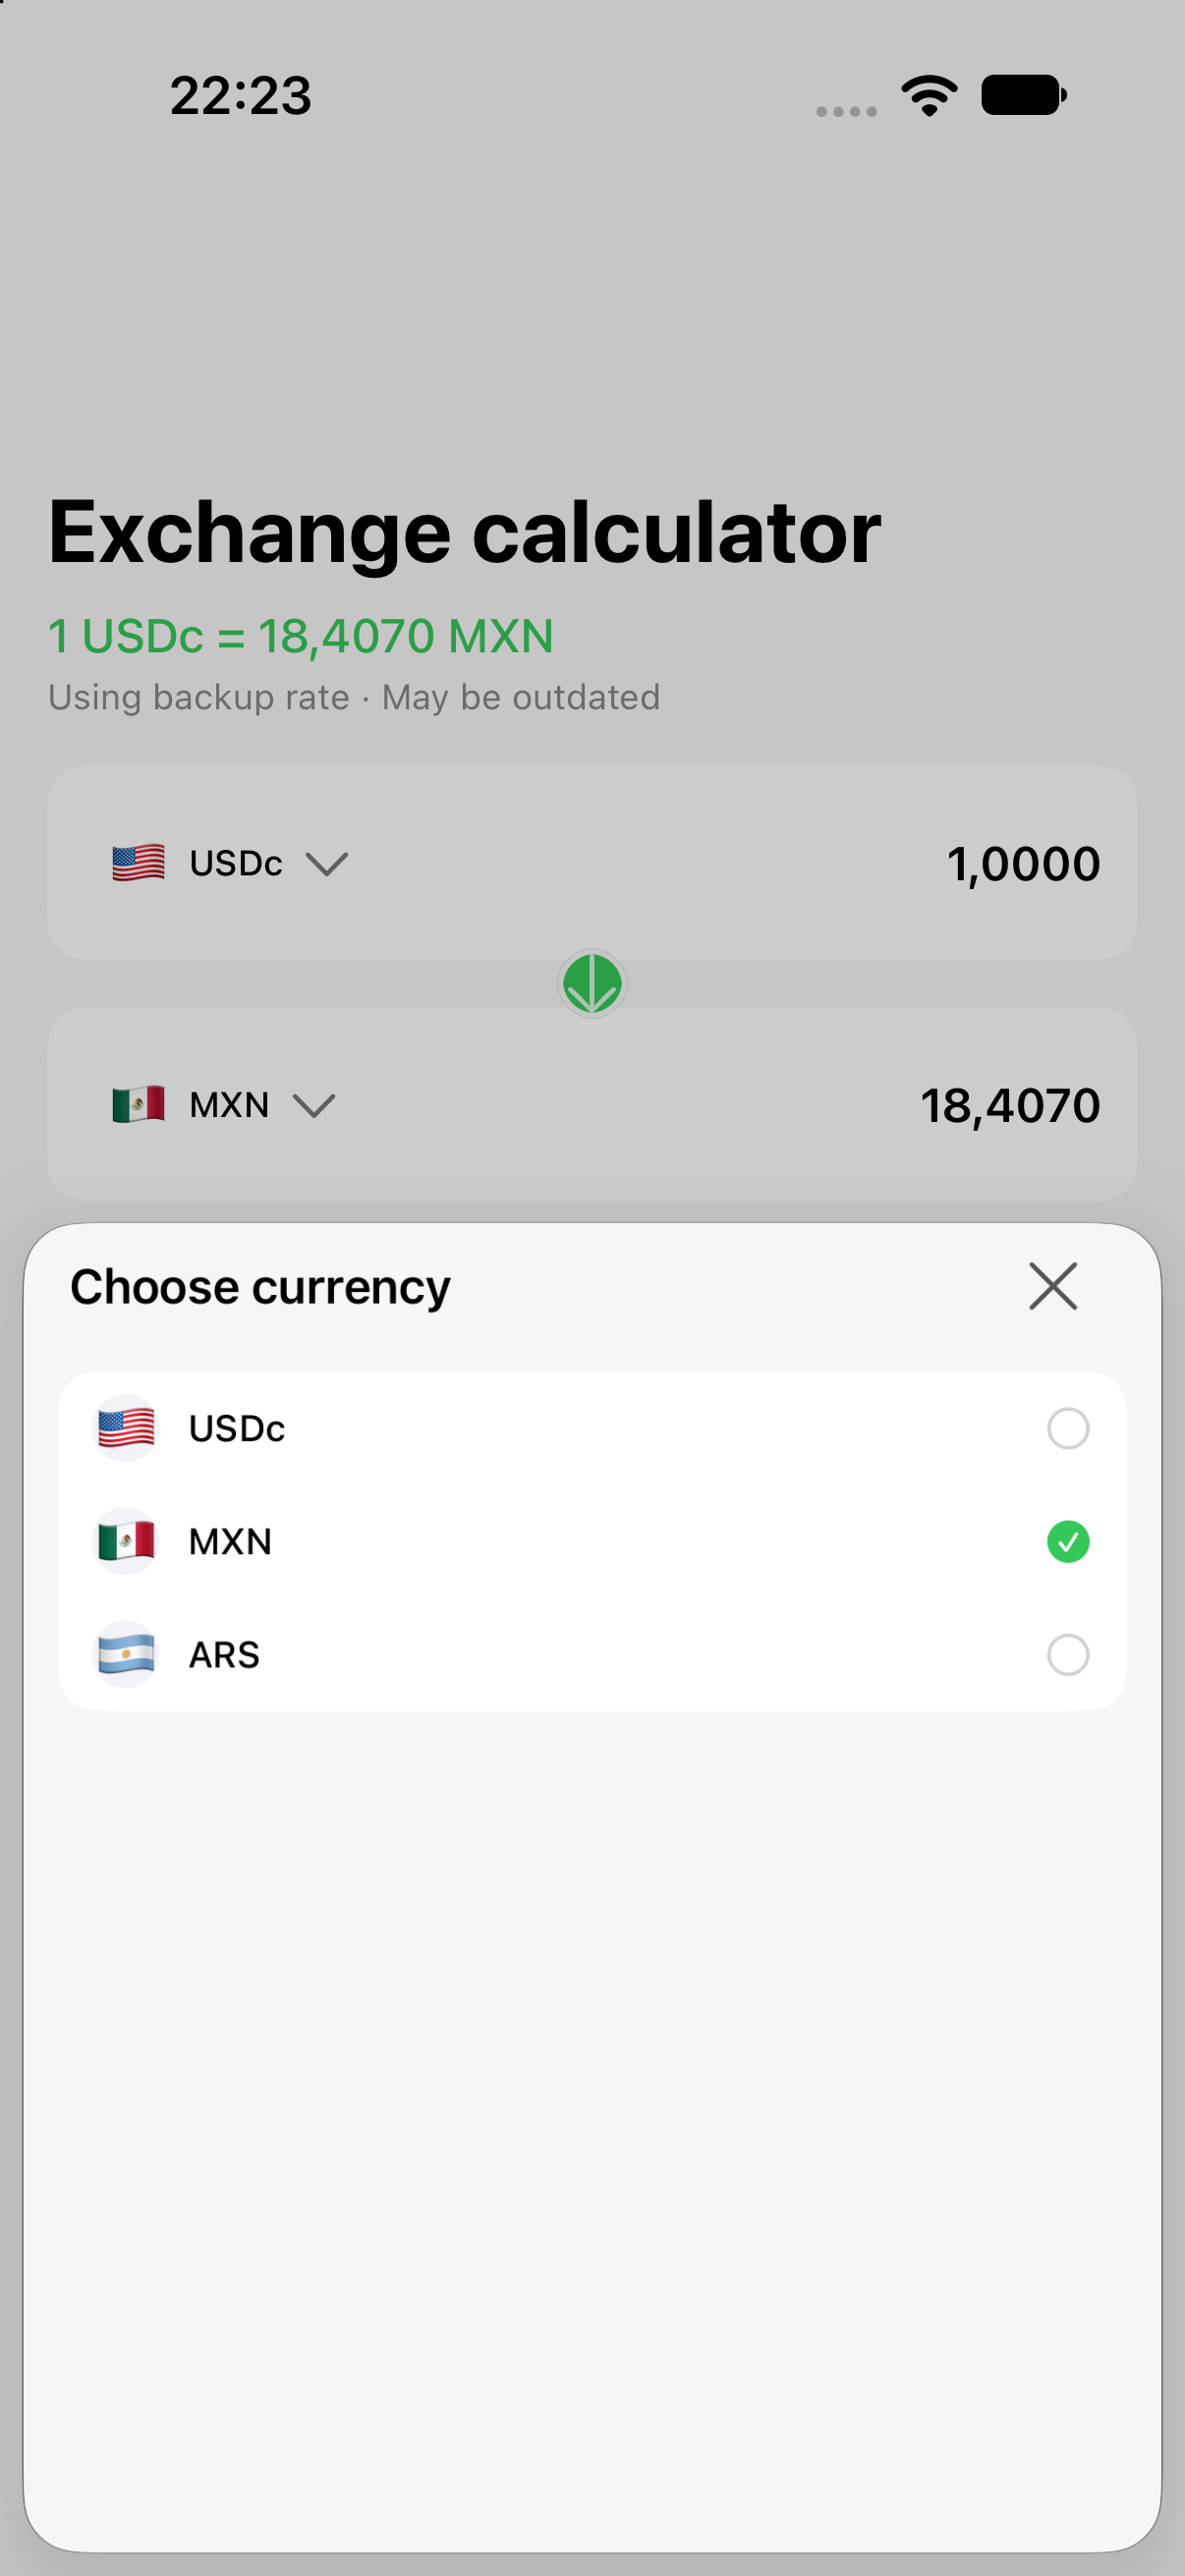 22:23
Exchange calculator
1 USDc = 18,4070 MXN
Using backup rate · May be outdated
USDc 1,0000
MXN 18,4070
Choose currency
USDc
MXN
ARS